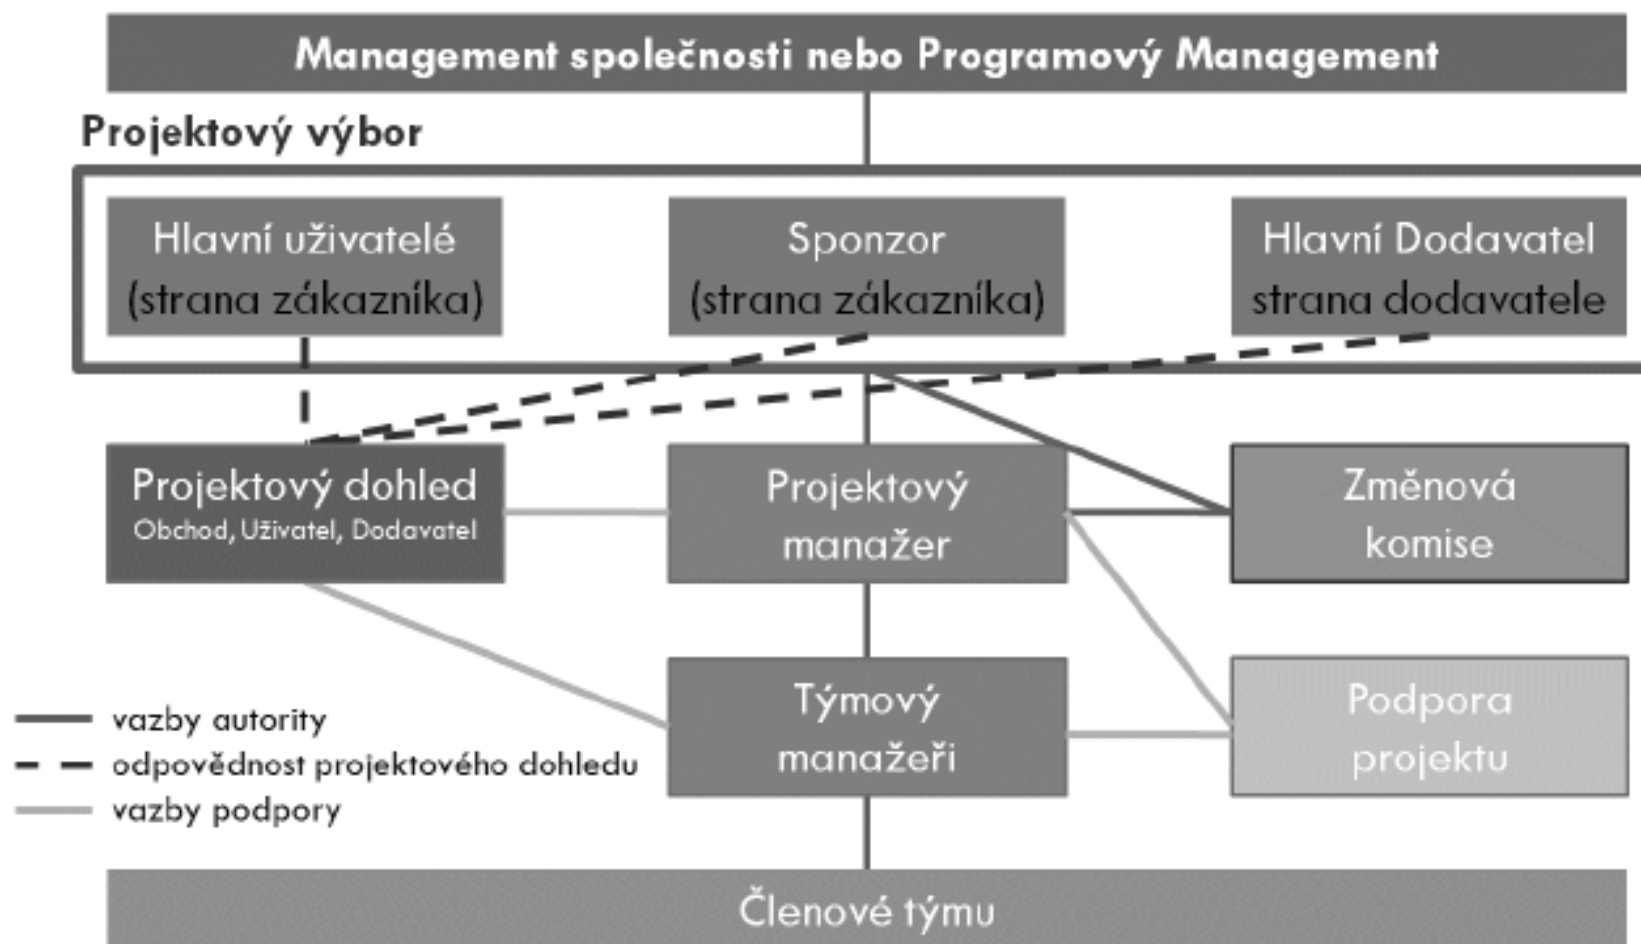 Management společnosti nebo Programový Management
Projektový výbor
Hlavní uživatelé
(strana zákazníka)
Sponzor
(strana zákazníka)
Hlavní Dodavatel
strana dodavatele
Projektový dohled
Obchod, Uživatel, Dodavatel
Projektový
manažer
Změnová
komise
Týmový
manažeři
Podpora
projektu
vazby autority
odpovědnost projektového dohledu
vazby podpory
Členové týmu